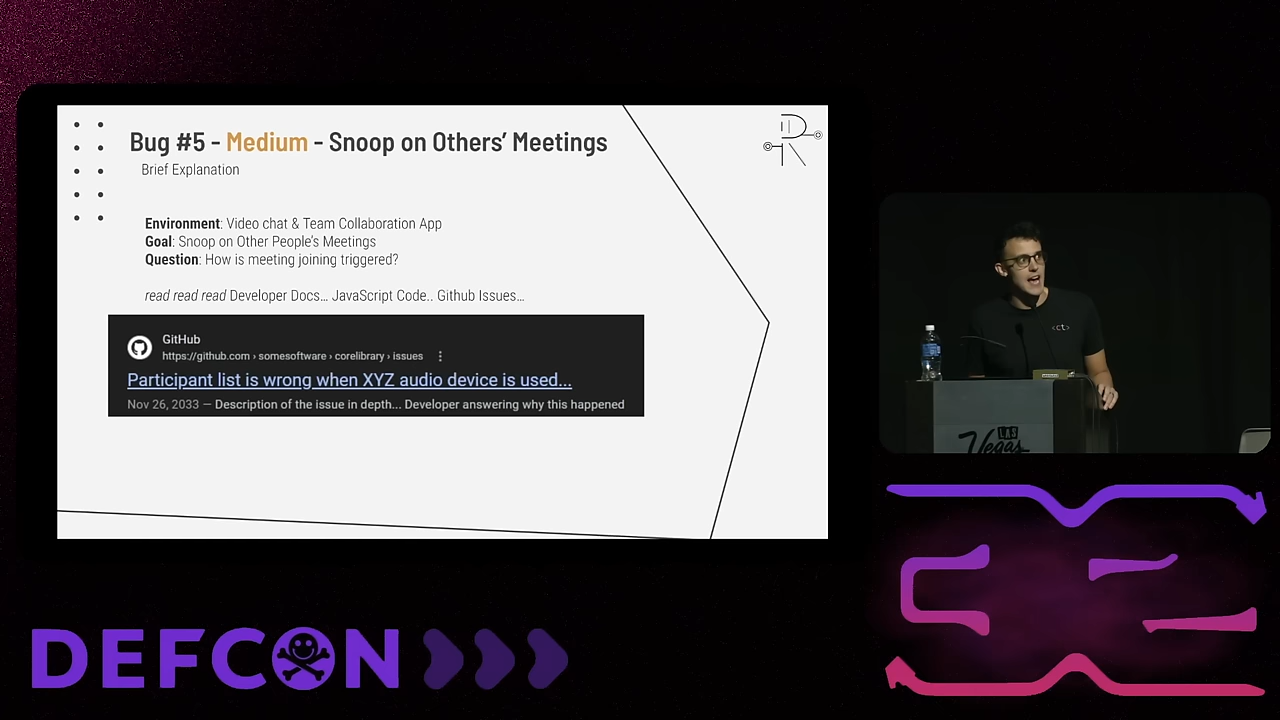 Bug #5 - Medium - Snoop on Others’ Meetings
Brief Explanation
Environment: Video chat & Team Collaboration App
Goal: Snoop on Other People’s Meetings
Question: How is meeting joining triggered?
read read read Developer Docs… JavaScript Code.. Github Issues…
GitHub
https://github.com › somesoftware › corelibrary › issues
Participant list is wrong when XYZ audio device is used...
Nov 26, 2033 — Description of the issue in depth... Developer answering why this happened
<ct>
LAS
Vegas
DEFCON